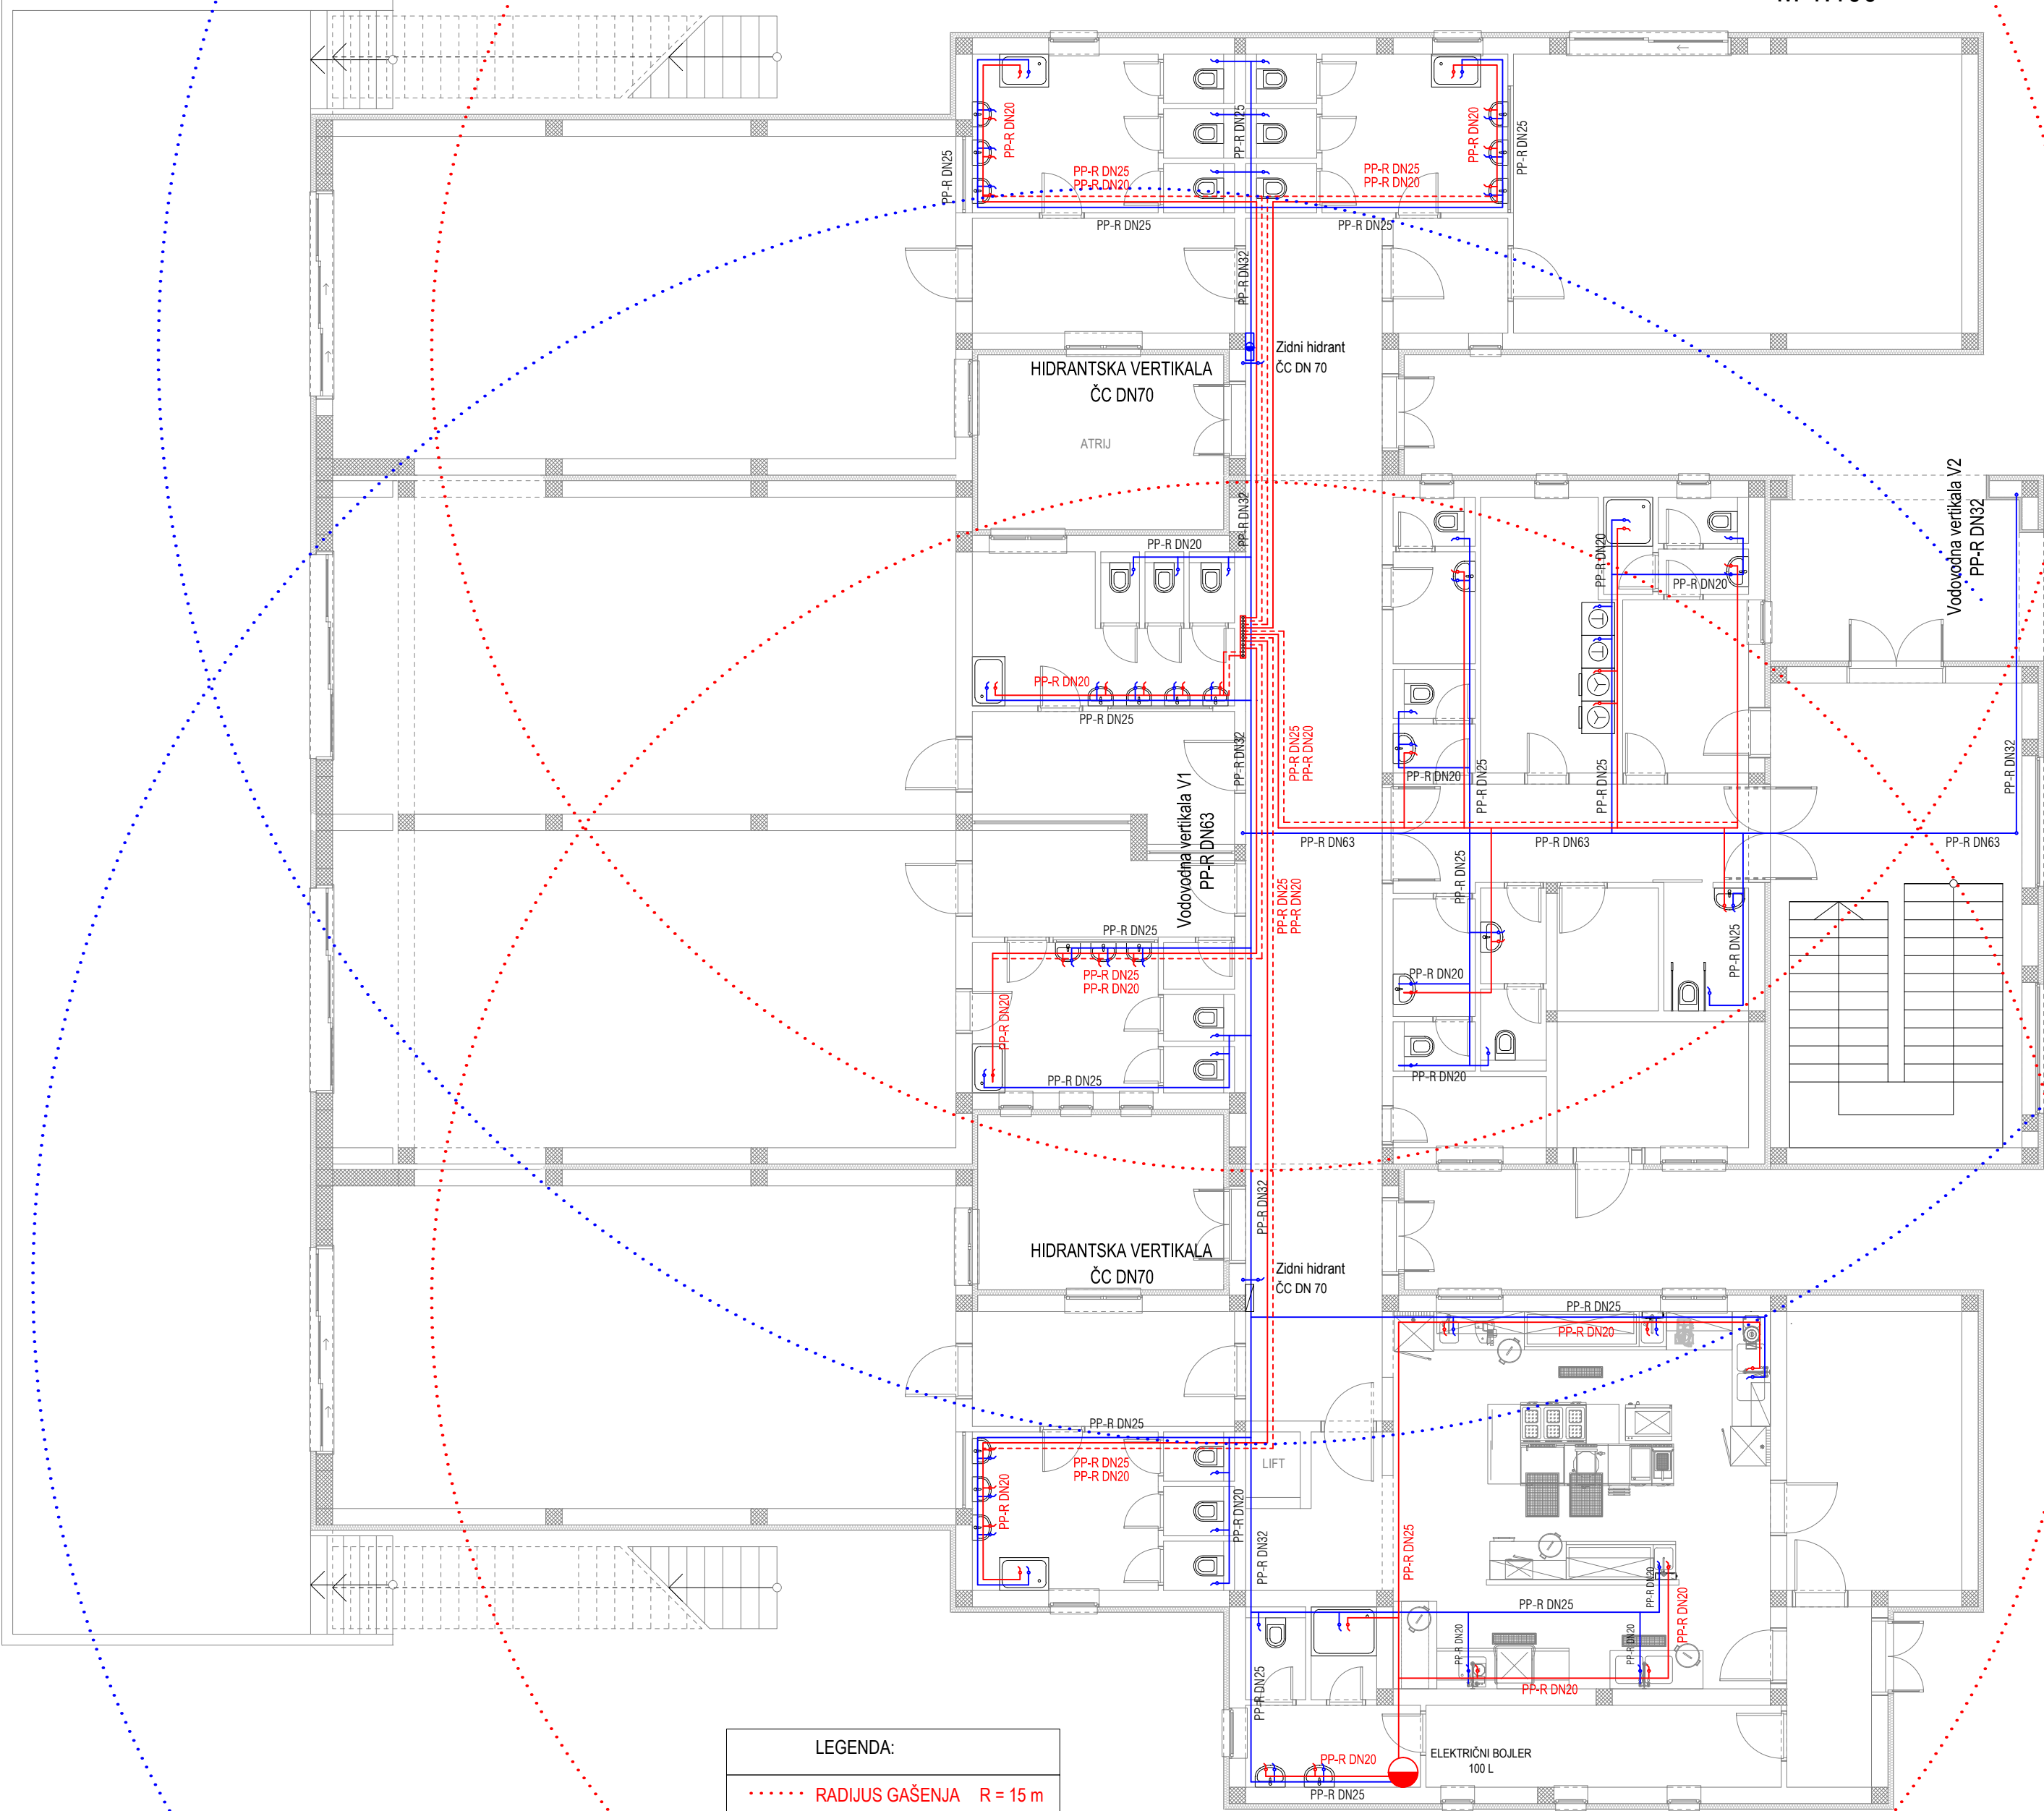 PP-R DN20
PP-R DN25
PP-R DN25
PP-R DN20
PP-R DN25
PP-R DN25
PP-R DN20
PP-R DN20
PP-R DN25
PP-R DN25
PP-R DN25
PP-R DN32
Zidni hidrant
ČC DN 70
HIDRANTSKA VERTIKALA
ČC DN70
ATRIJ
PP-R DN32
PP-R DN20
PP-R DN20
PP-R DN20
Vodovodna vertikala V2
PP-R DN32
PP-R DN20
PP-R DN25
PP-R DN32
PP-R DN25
PP-R DN20
PP-R DN20
PP-R DN25
PP-R DN25
PP-R DN32
Vodovodna vertikala V1
PP-R DN63
PP-R DN63
PP-R DN63
PP-R DN63
PP-R DN25
PP-R DN25
PP-R DN20
PP-R DN25
PP-R DN25
PP-R DN20
PP-R DN20
PP-R DN20
PP-R DN25
PP-R DN25
PP-R DN20
PP-R DN32
HIDRANTSKA VERTIKALA
ČC DN70
Zidni hidrant
ČC DN 70
PP-R DN25
PP-R DN20
PP-R DN25
PP-R DN25
PP-R DN20
PP-R DN20
LIFT
PP-R DN20
PP-R DN32
PP-R DN25
PP-R DN25
PP-R DN20
PP-R DN20
PP-R DN20
PP-R DN20
PP-R DN25
PP-R DN20
PP-R DN20
PP-R DN25
ELEKTRIČNI BOJLER
100 L
LEGENDA:
RADIJUS GAŠENJA R = 15 m